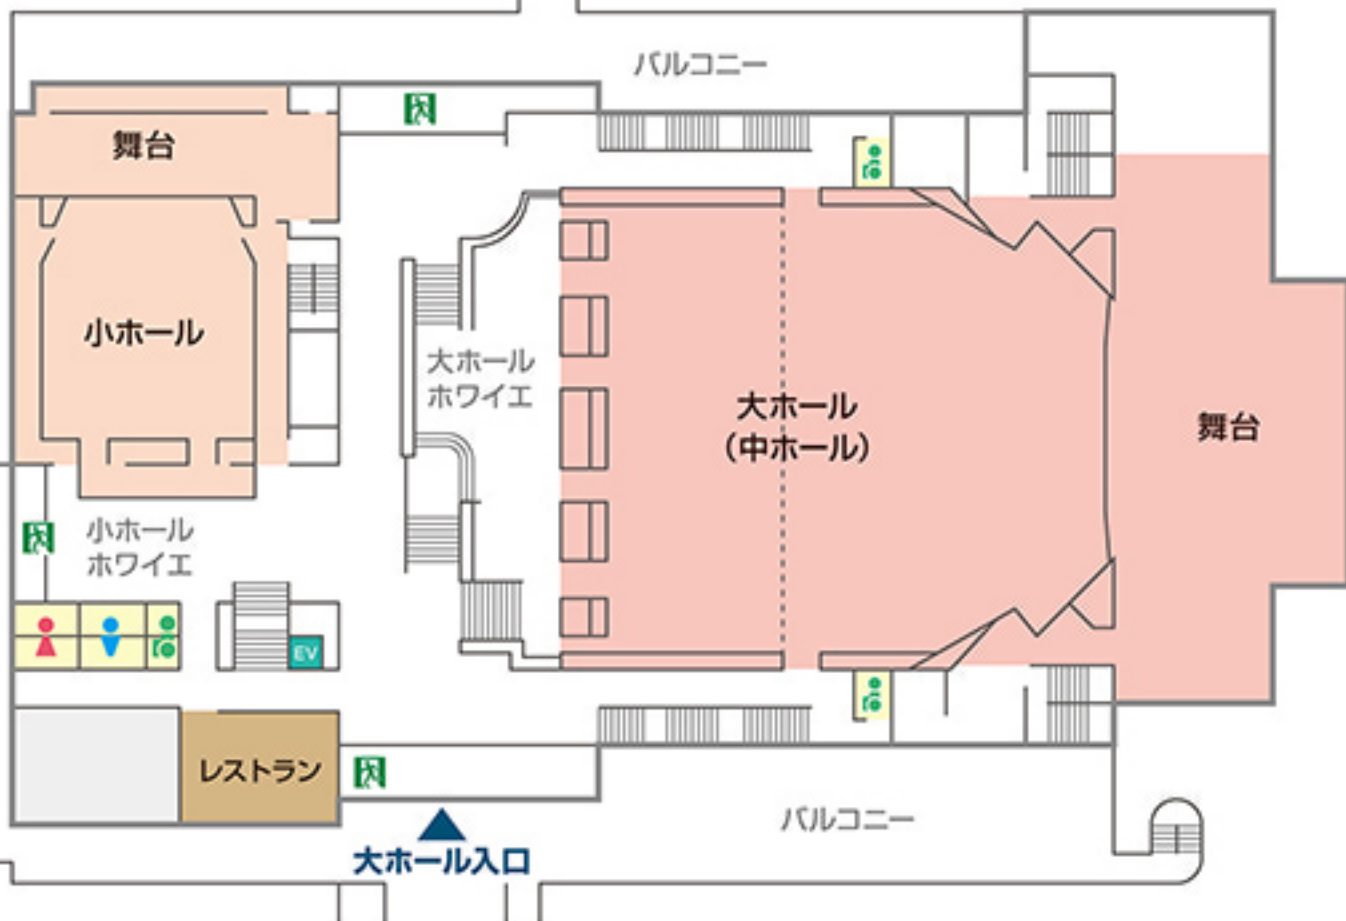 バルコニー
舞台
小ホール
大ホール
ホワイエ
大ホール
(中ホール)
舞台
小ホール
ホワイエ
EV
レストラン
バルコニー
大ホール入口